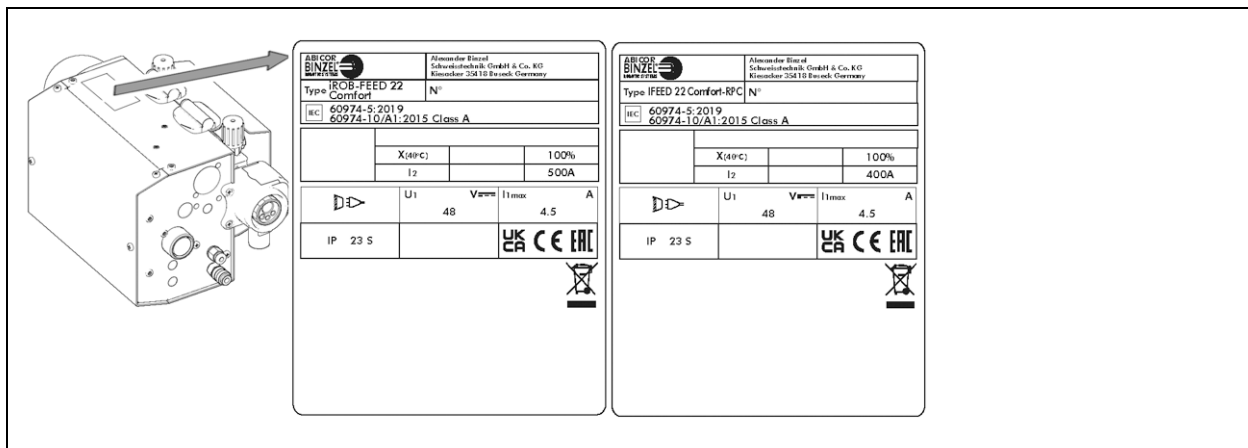 ABICOR
BINZEL
Alexander Binzel
Schweisstechnik GmbH & Co. KG
Kiesacker 35418 Buseck Germany
Type iROB-FEED 22
Comfort
N°
IEC
60974-5:2019
60974-10/A1:2015 Class A
X(40°C) 100%
I2 500A
U1 V I1max A
48 4.5
IP 23 S
UK
CA CE EAC
ABICOR
BINZEL
Alexander Binzel
Schweisstechnik GmbH & Co. KG
Kiesacker 35418 Buseck Germany
Type IFEED 22 Comfort-RPC N°
IEC
60974-5:2019
60974-10/A1:2015 Class A
X(40°C) 100%
I2 400A
U1 V I1max A
48 4.5
IP 23 S
UK
CA CE EAC